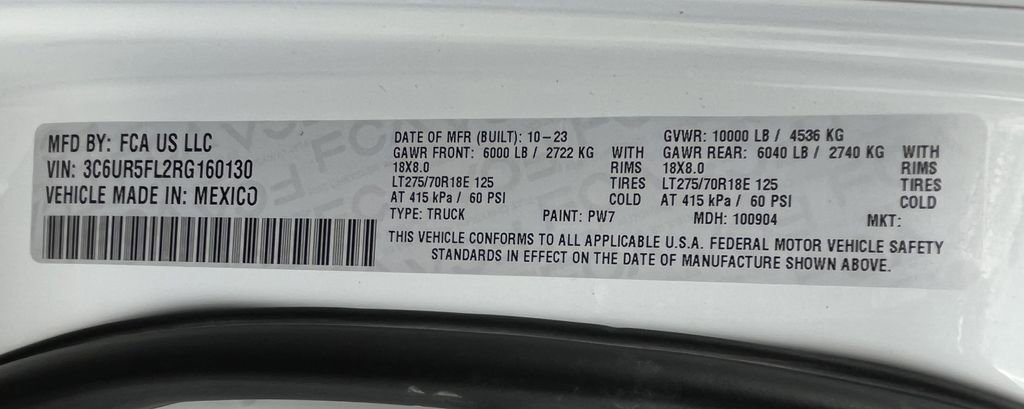 MFD BY: FCA US LLC
VIN: 3C6UR5FL2RG160130
VEHICLE MADE IN: MEXICO
DATE OF MFR (BUILT): 10-23 GVWR: 10000 LB / 4536 KG
GAWR FRONT: 6000 LB / 2722 KG WITH GAWR REAR: 6040 LB / 2740 KG WITH
18X8.0 RIMS 18X8.0 RIMS
LT275/70R18E 125 TIRES LT275/70R18E 125 TIRES
AT 415 kPa / 60 PSI COLD AT 415 kPa / 60 PSI COLD
TYPE: TRUCK PAINT: PW7 MDH: 100904 MKT:
THIS VEHICLE CONFORMS TO ALL APPLICABLE U.S.A. FEDERAL MOTOR VEHICLE SAFETY
STANDARDS IN EFFECT ON THE DATE OF MANUFACTURE SHOWN ABOVE.